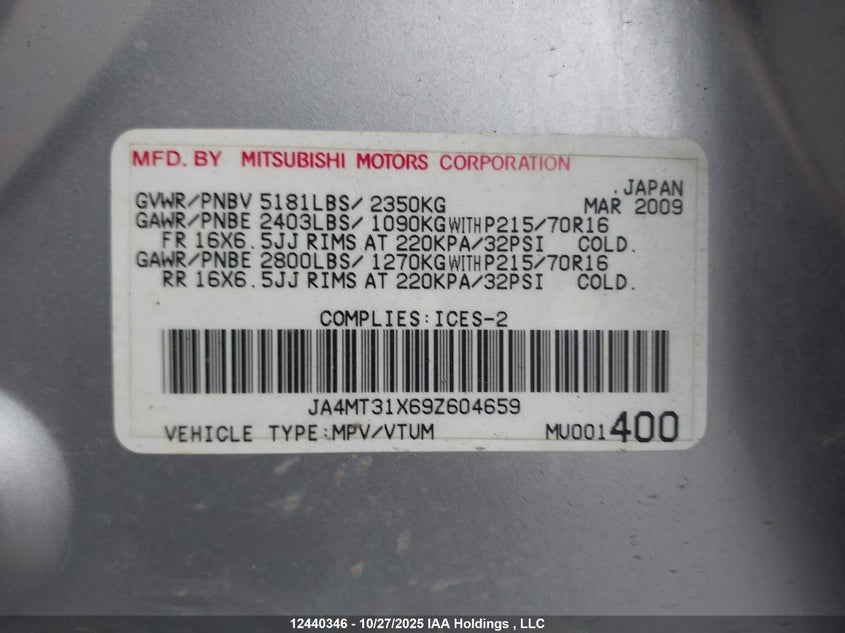 MFD. BY MITSUBISHI MOTORS CORPORATION
.JAPAN
GVWR/PNBV 5181LBS/ 2350KG MAR 2009
GAWR/PNBE 2403LBS/ 1090KG WITH P215/70R16
FR 16X6.5JJ RIMS AT 220KPA/32PSI COLD.
GAWR/PNBE 2800LBS/ 1270KG WITH P215/70R16
RR 16X6.5JJ RIMS AT 220KPA/32PSI COLD.
COMPLIES:ICES-2
JA4MT31X69Z604659
VEHICLE TYPE:MPV/VTUM MU001400
12440346 - 10/27/2025 IAA Holdings , LLC